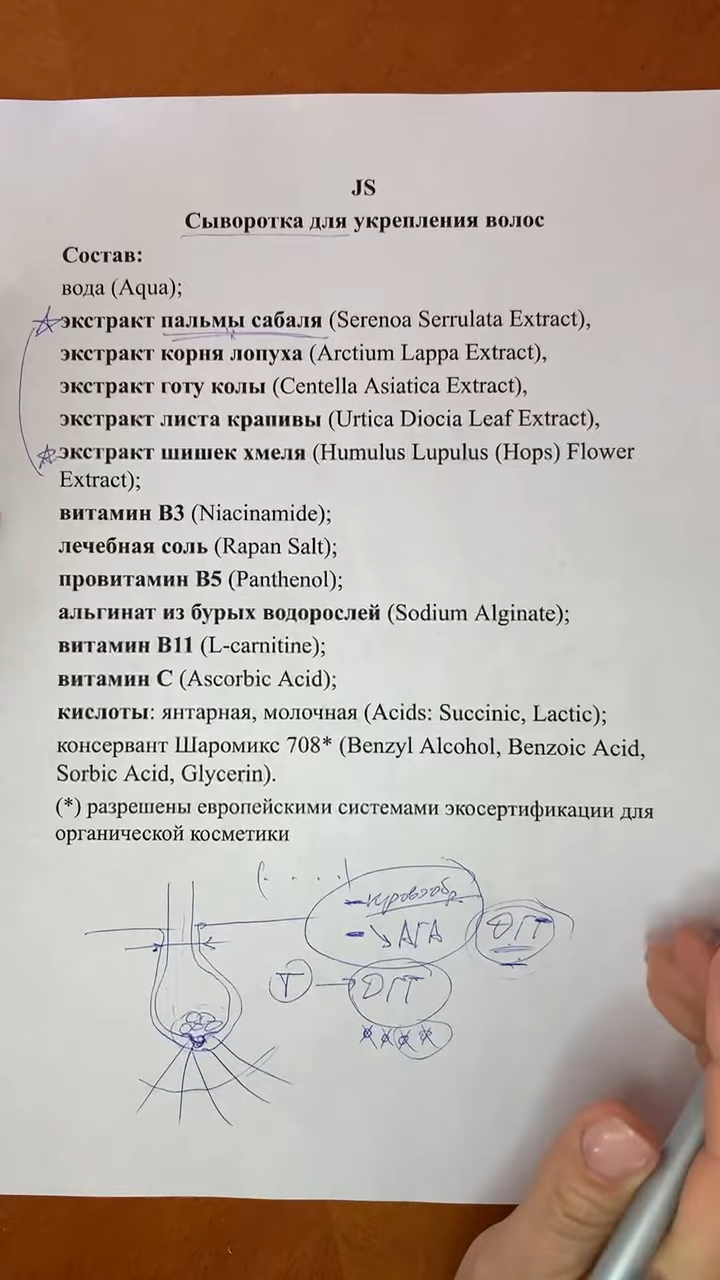 JS
Сыворотка для укрепления волос
Состав:
вода (Aqua);
экстракт пальмы сабаля (Serenoa Serrulata Extract),
экстракт корня лопуха (Arctium Lappa Extract),
экстракт готу колы (Centella Asiatica Extract),
экстракт листа крапивы (Urtica Diocia Leaf Extract),
экстракт шишек хмеля (Humulus Lupulus (Hops) Flower
Extract);
витамин В3 (Niacinamide);
лечебная соль (Rapan Salt);
провитамин В5 (Panthenol);
альгинат из бурых водорослей (Sodium Alginate);
витамин В11 (L-carnitine);
витамин С (Ascorbic Acid);
кислоты: янтарная, молочная (Acids: Succinic, Lactic);
консервант Шаромикс 708* (Benzyl Alcohol, Benzoic Acid,
Sorbic Acid, Glycerin).
(*) разрешены европейскими системами экосертификации для
органической косметики
- кровообр.
- АГА ДГТ
Т → ДГТ